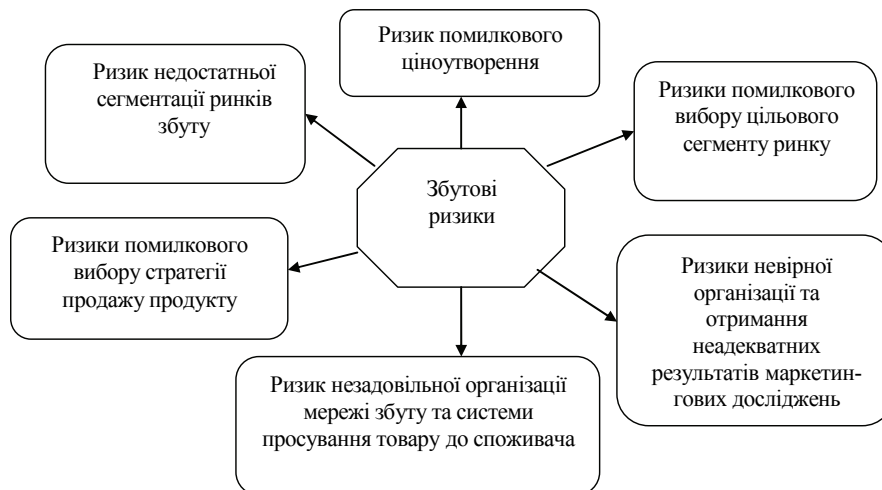 Ризик помилкового
ціноутворення
Ризик недостатньої
сегментації ринків
збуту
Ризики помилкового
вибору цільового
сегменту ринку
Збутові
ризики
Ризики помилкового
вибору стратегії
продажу продукту
Ризики невірної
організації та
отримання
неадекватних
результатів маркетин-
гових досліджень
Ризик незадовільної організації
мережі збуту та системи
просування товару до споживача